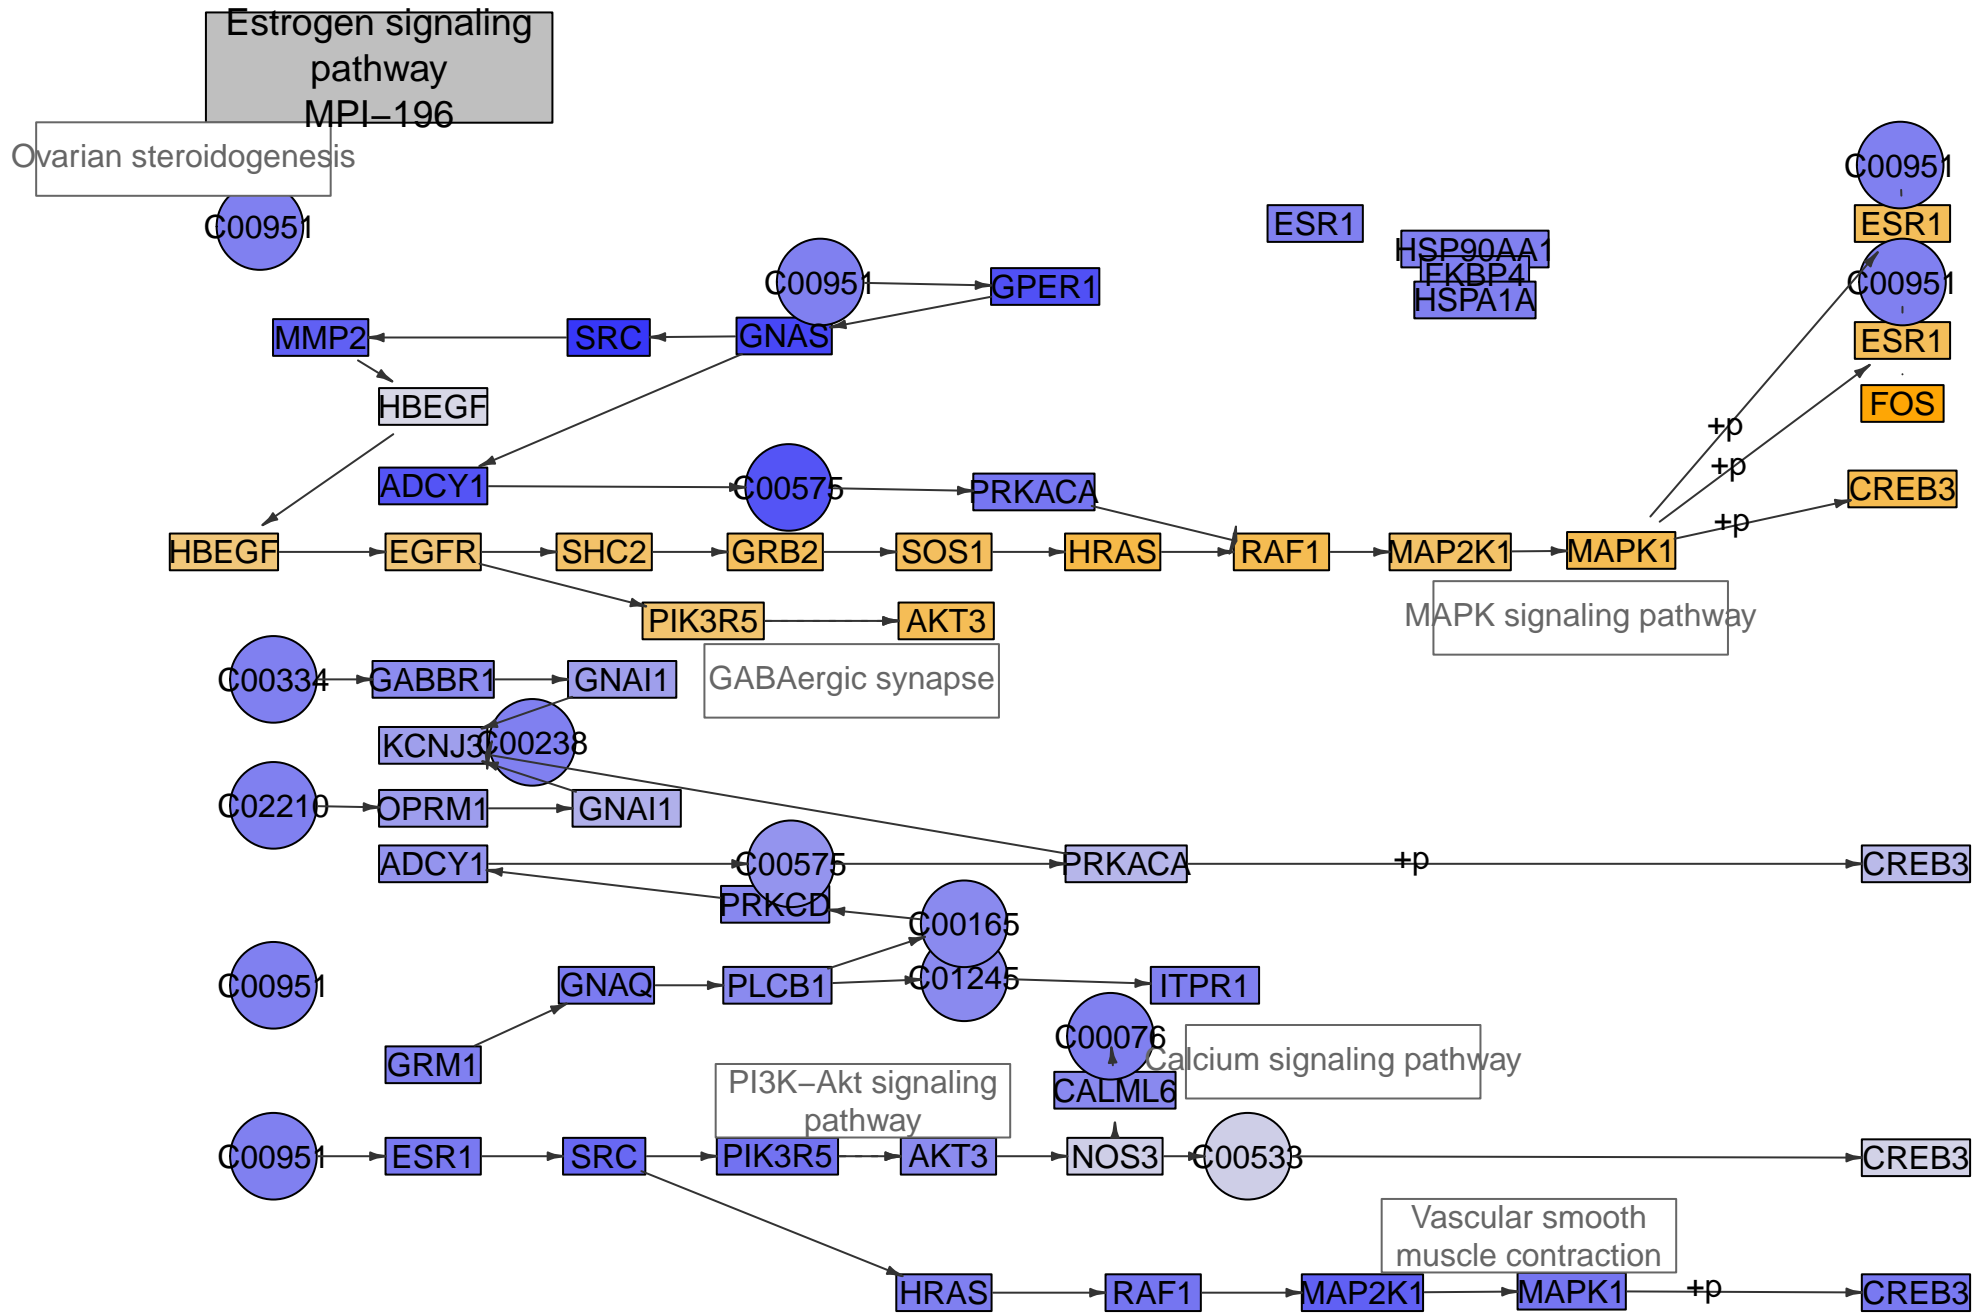 Estrogen signaling
pathway
MPI−196
Ovarian steroidogenesis
C00951
C00951
ESR1
ESR1
C00951
HSP90AA1
FKBP4
HSPA1A
C00951
GPER1
C00951
MMP2
SRC
GNAS
ESR1
HBEGF
FOS
+p
+p
ADCY1
C00575
PRKACA
CREB3
+p
HBEGF
EGFR
SHC2
GRB2
SOS1
HRAS
RAF1
MAP2K1
MAPK1
PIK3R5
AKT3
MAPK signaling pathway
C00334
GABBR1
GNAI1
GABAergic synapse
KCNJ3
C00238
C02210
OPRM1
GNAI1
ADCY1
C00575
PRKACA
+p
CREB3
PRKCD
C00165
C00951
GNAQ
PLCB1
C01245
ITPR1
C00076
Calcium signaling pathway
GRM1
CALML6
PI3K−Akt signaling
pathway
C00951
ESR1
SRC
PIK3R5
AKT3
NOS3
C00533
CREB3
Vascular smooth
muscle contraction
HRAS
RAF1
MAP2K1
MAPK1
+p
CREB3